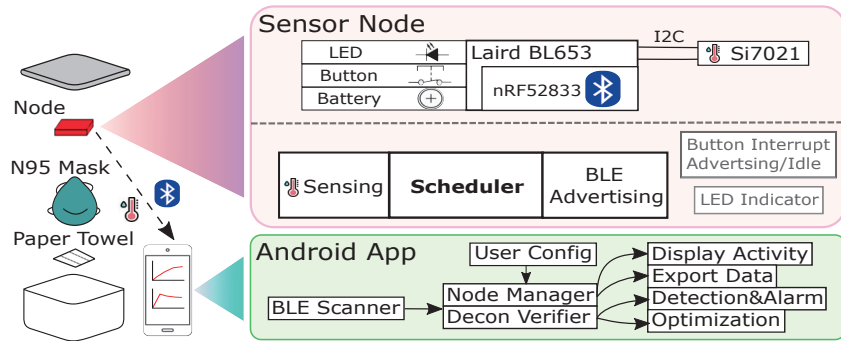 Sensor Node
LED
Button
Battery
Laird BL653
nRF52833
I2C
Si7021
Sensing
Scheduler
BLE
Advertising
Button Interrupt
Advertsing/Idle
LED Indicator
Node
N95 Mask
Paper Towel
Android App
User Config
BLE Scanner
Node Manager
Decon Verifier
Display Activity
Export Data
Detection&Alarm
Optimization